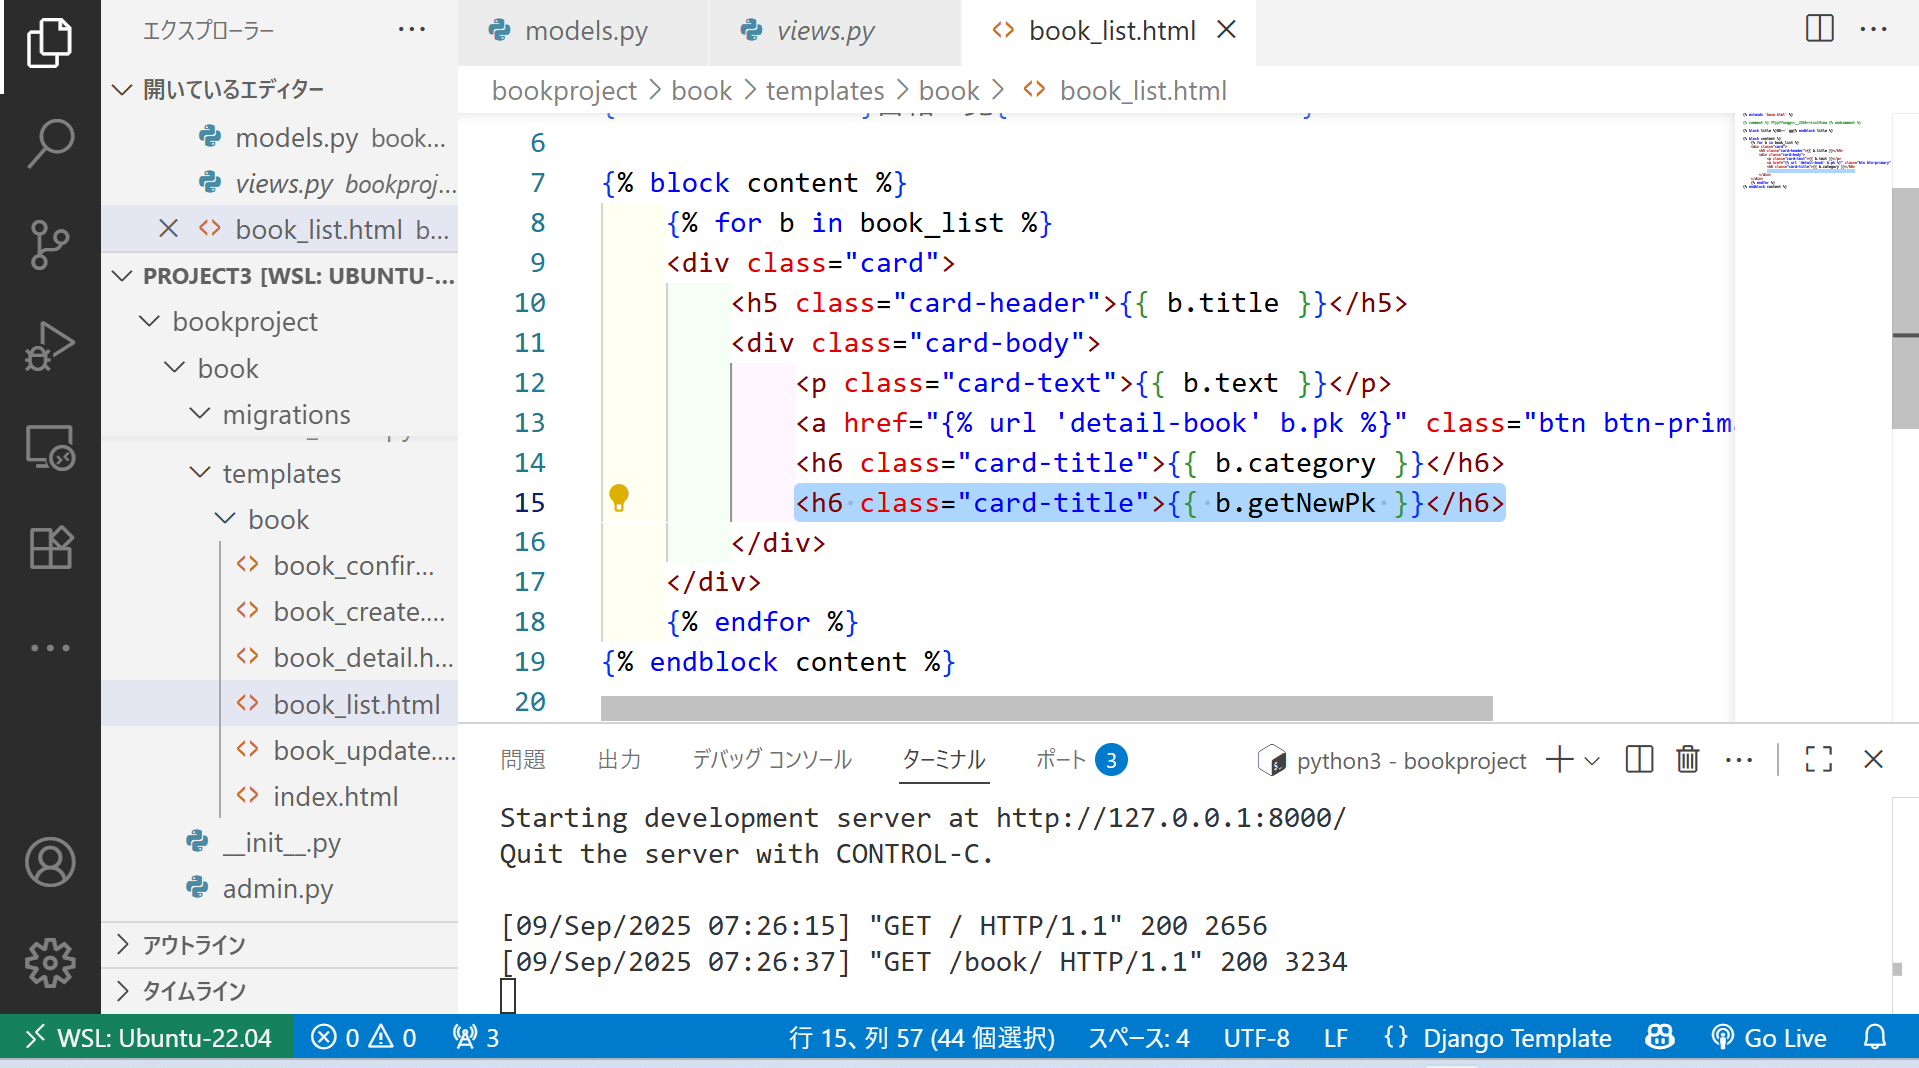 エクスプローラー
models.py
views.py
book_list.html
開いているエディター
bookproject > book > templates > book > book_list.html
models.py book...
views.py bookproj...
book_list.html b...
PROJECT3 [WSL: UBUNTU-...
bookproject
book
migrations
templates
book
book_confir...
book_create....
book_detail.h...
book_list.html
book_update....
index.html
__init__.py
admin.py
アウトライン
タイムライン
6
7 {% block content %}
8 {% for b in book_list %}
9 <div class="card">
10 <h5 class="card-header">{{ b.title }}</h5>
11 <div class="card-body">
12 <p class="card-text">{{ b.text }}</p>
13 <a href="{% url 'detail-book' b.pk %}" class="btn btn-prim
14 <h6 class="card-title">{{ b.category }}</h6>
15 <h6 class="card-title">{{ b.getNewPk }}</h6>
16 </div>
17 </div>
18 {% endfor %}
19 {% endblock content %}
20
問題 出力 デバッグ コンソール ターミナル ポート 3
python3 - bookproject
Starting development server at http://127.0.0.1:8000/
Quit the server with CONTROL-C.
[09/Sep/2025 07:26:15] "GET / HTTP/1.1" 200 2656
[09/Sep/2025 07:26:37] "GET /book/ HTTP/1.1" 200 3234
WSL: Ubuntu-22.04 0 0 3 行 15、列 57 (44 個選択) スペース: 4 UTF-8 LF {} Django Template Go Live